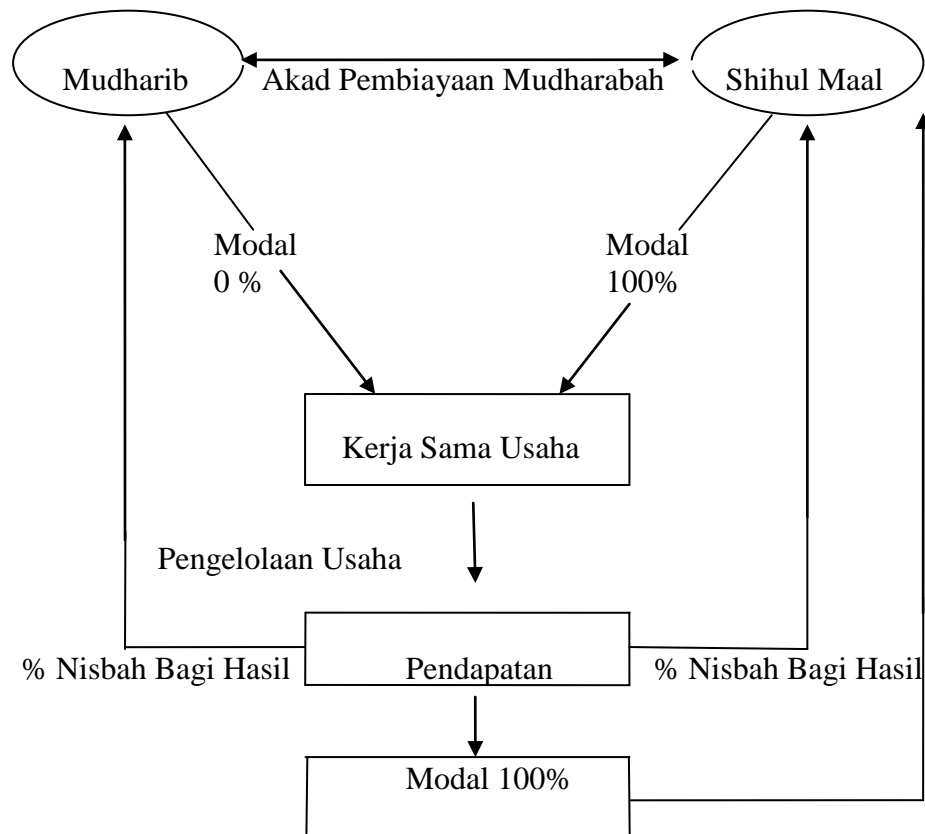 Mudharib
Akad Pembiayaan Mudharabah
Shihul Maal
Modal
0 %
Modal
100%
Kerja Sama Usaha
Pengelolaan Usaha
% Nisbah Bagi Hasil
Pendapatan
% Nisbah Bagi Hasil
Modal 100%